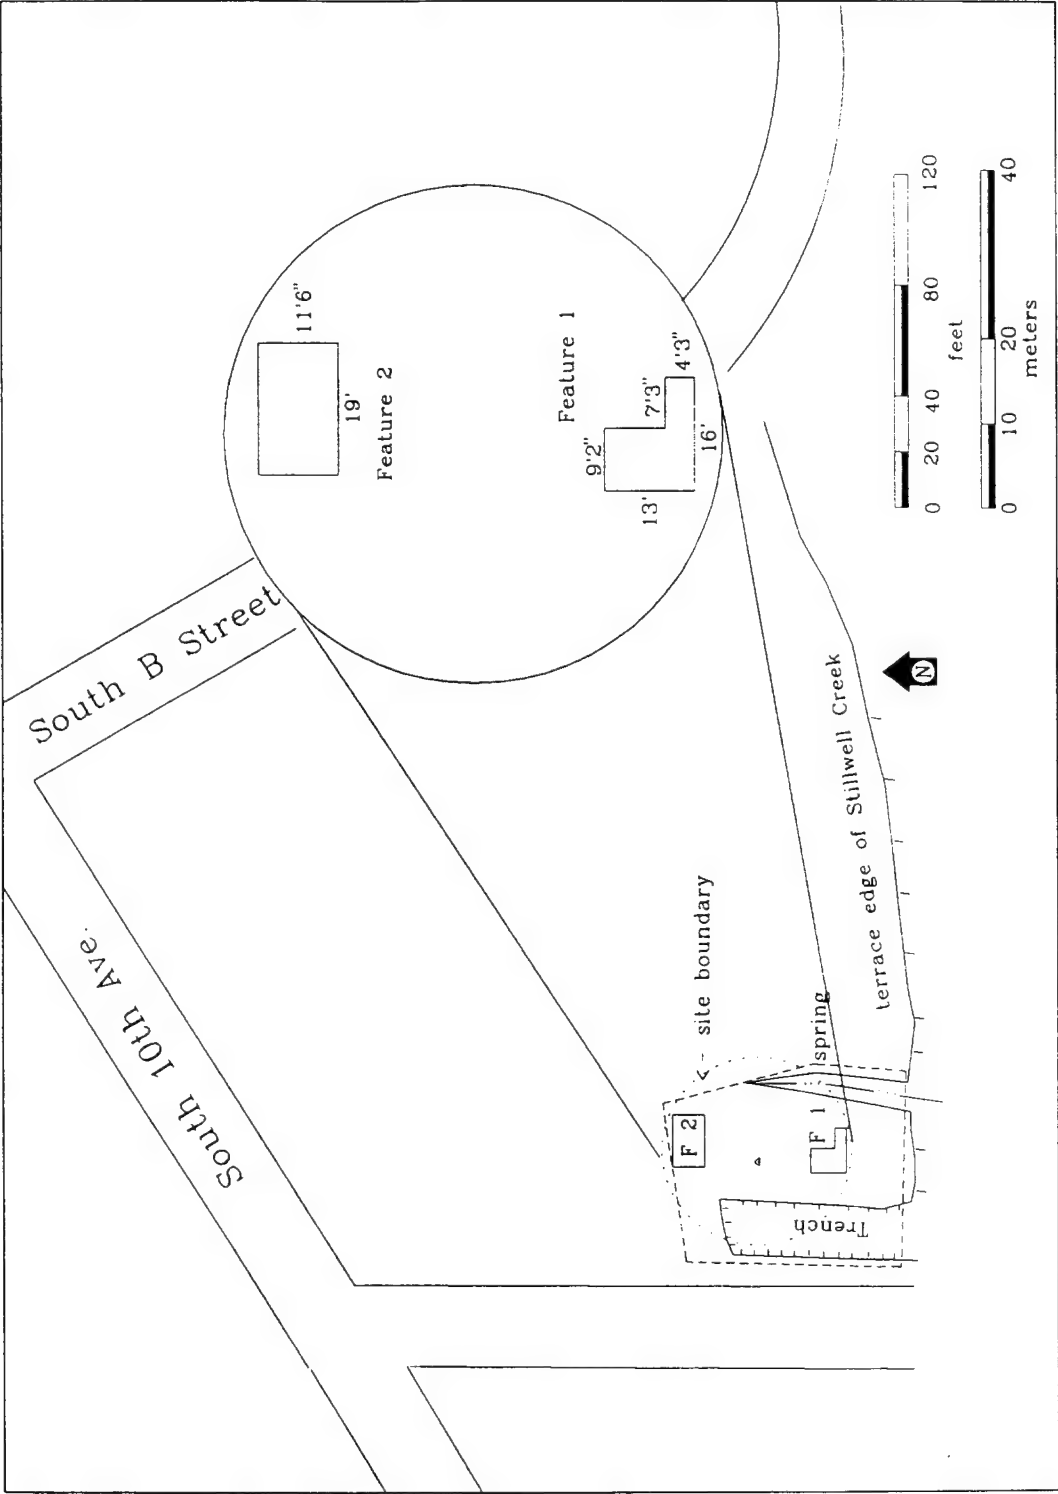 South 10th Ave.
South B Street
11'6"
19'
Feature 2
Feature 1
9'2"
7'3"
4'3"
13'
16'
<- site boundary
F 2
F 1
spring
Trench
terrace edge of Stillwell Creek
N
0 20 40 80 120
feet
0 10 20 40
meters